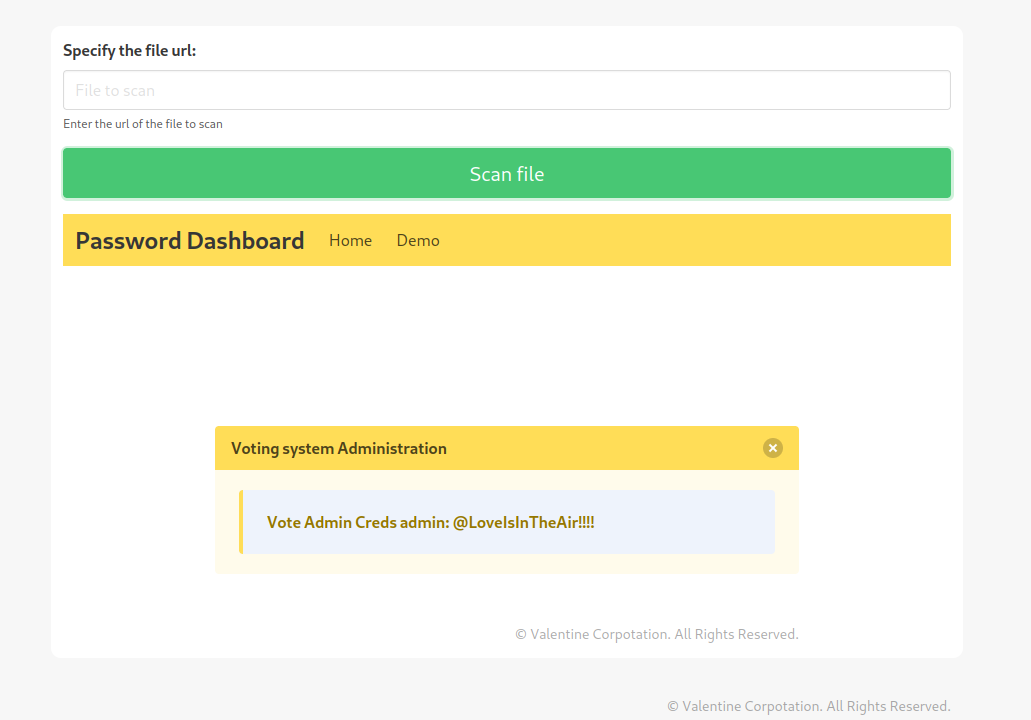 Specify the file url:
File to scan
Enter the url of the file to scan
Scan file
Password Dashboard Home Demo
Voting system Administration
Vote Admin Creds admin: @LoveIsInTheAir!!!!
© Valentine Corpotation. All Rights Reserved.
© Valentine Corpotation. All Rights Reserved.